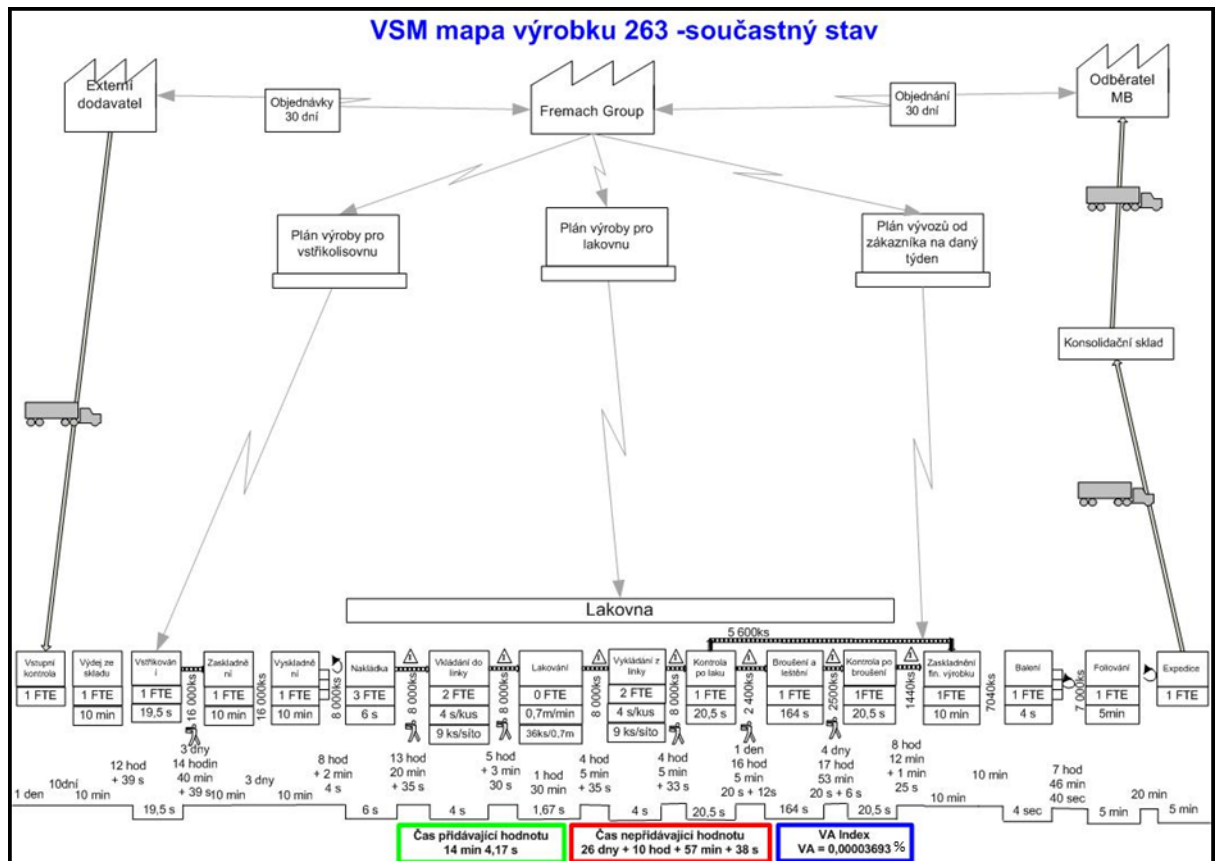 VSM mapa výrobku 263 -součastný stav
Externí
dodavatel
Objednávky
30 dní
Fremach Group
Objednání
30 dní
Odběratel
MB
Plán výroby pro
vstřikolisovnu
Plán výroby pro
lakovnu
Plán vývozů od
zákazníka na daný
týden
Konsolidační sklad
Lakovna
5 600ks
Vstupní
kontrola
1 FTE
Výdej ze
skladu
1 FTE
10 min
Vstřikován
í
1 FTE
19,5 s
16 000ks
Zaskladně
ní
1 FTE
10 min
16 000ks
Vyskladně
ní
1 FTE
10 min
8 000ks
Nakládka
3 FTE
6 s
8 000ks
Vkládání do
linky
2 FTE
4 s/kus
9 ks/síto
8 000ks
Lakování
0 FTE
0,7m/min
36ks/0,7m
8 000ks
Vykládání z
linky
2 FTE
4 s/kus
9 ks/síto
8 000ks
Kontrola
po laku
1 FTE
20,5 s
2 400ks
Broušení a
leštění
1 FTE
164 s
2500ks
Kontrola po
broušení
1FTE
20,5 s
1440ks
Zaskladnění
fin. výrobku
1FTE
10 min
7040ks
Balení
1 FTE
4 s
7 000ks
Foliování
1 FTE
5min
Expedice
1 FTE
1 den
10dní
10 min
12 hod
+ 39 s
19,5 s
3 dny
14 hodin
40 min
+ 39 s
10 min
3 dny
10 min
8 hod
+ 2 min
4 s
6 s
13 hod
20 min
+ 35 s
4 s
5 hod
+ 3 min
30 s
1 hod
30 min
1,67 s
4 hod
5 min
+ 35 s
4 s
4 hod
5 min
+ 33 s
20,5 s
1 den
16 hod
5 min
20 s + 12s
164 s
4 dny
17 hod
53 min
20 s + 6 s
20,5 s
8 hod
12 min
+ 1 min
25 s
10 min
10 min
4 sec
7 hod
46 min
40 sec
5 min
20 min
5 min
Čas přidávající hodnotu
14 min 4,17 s
Čas nepřidávající hodnotu
26 dny + 10 hod + 57 min + 38 s
VA Index
VA = 0,00003693 %